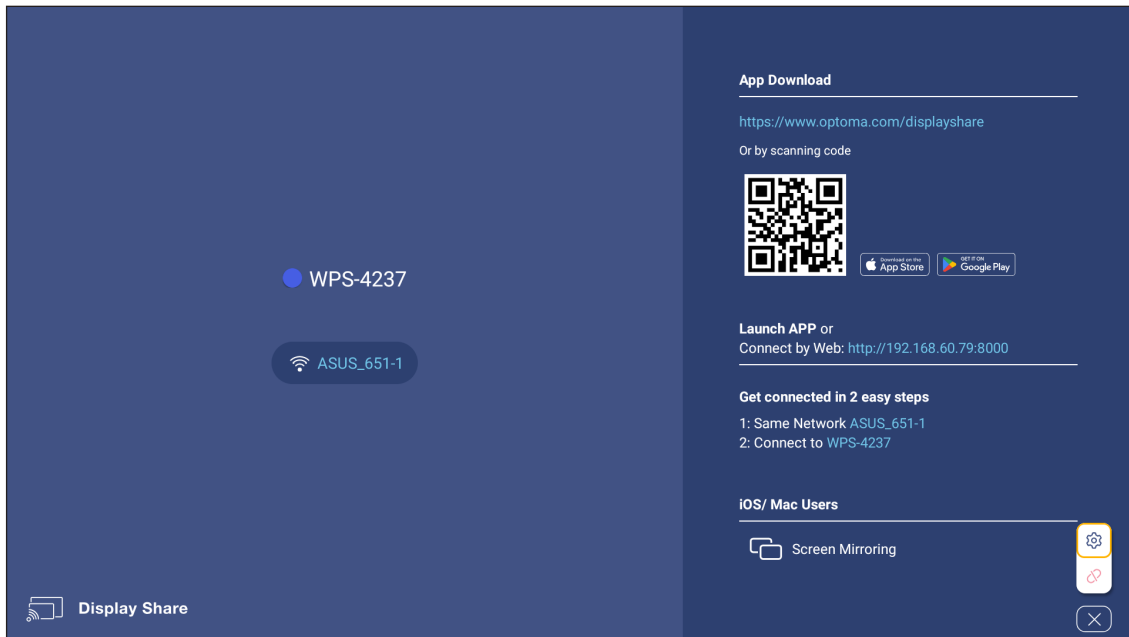 WPS-4237
ASUS_651-1
Display Share
App Download
https://www.optoma.com/displayshare
Or by scanning code
Download on the
App Store
GET IT ON
Google Play
Launch APP or
Connect by Web: http://192.168.60.79:8000
Get connected in 2 easy steps
1: Same Network ASUS_651-1
2: Connect to WPS-4237
iOS/ Mac Users
Screen Mirroring